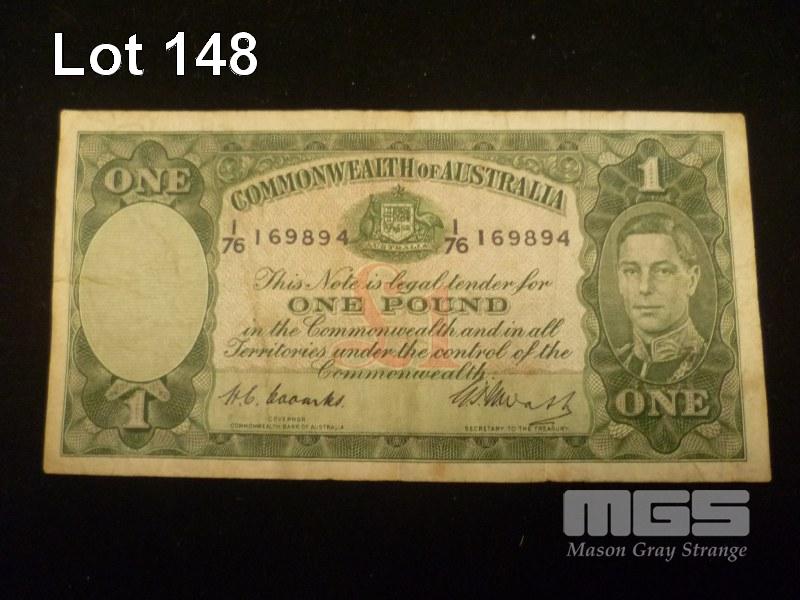 Lot 148
ONE
1
COMMONWEALTH OF AUSTRALIA
I/76 169894 I/76 169894
AUSTRALIA
£1
This Note is legal tender for
ONE POUND
in the Commonwealth and in all
Territories under the control of the
Commonwealth.
1
ONE
GOVERNOR
COMMONWEALTH BANK OF AUSTRALIA
SECRETARY TO THE TREASURY
MGS
Mason Gray Strange